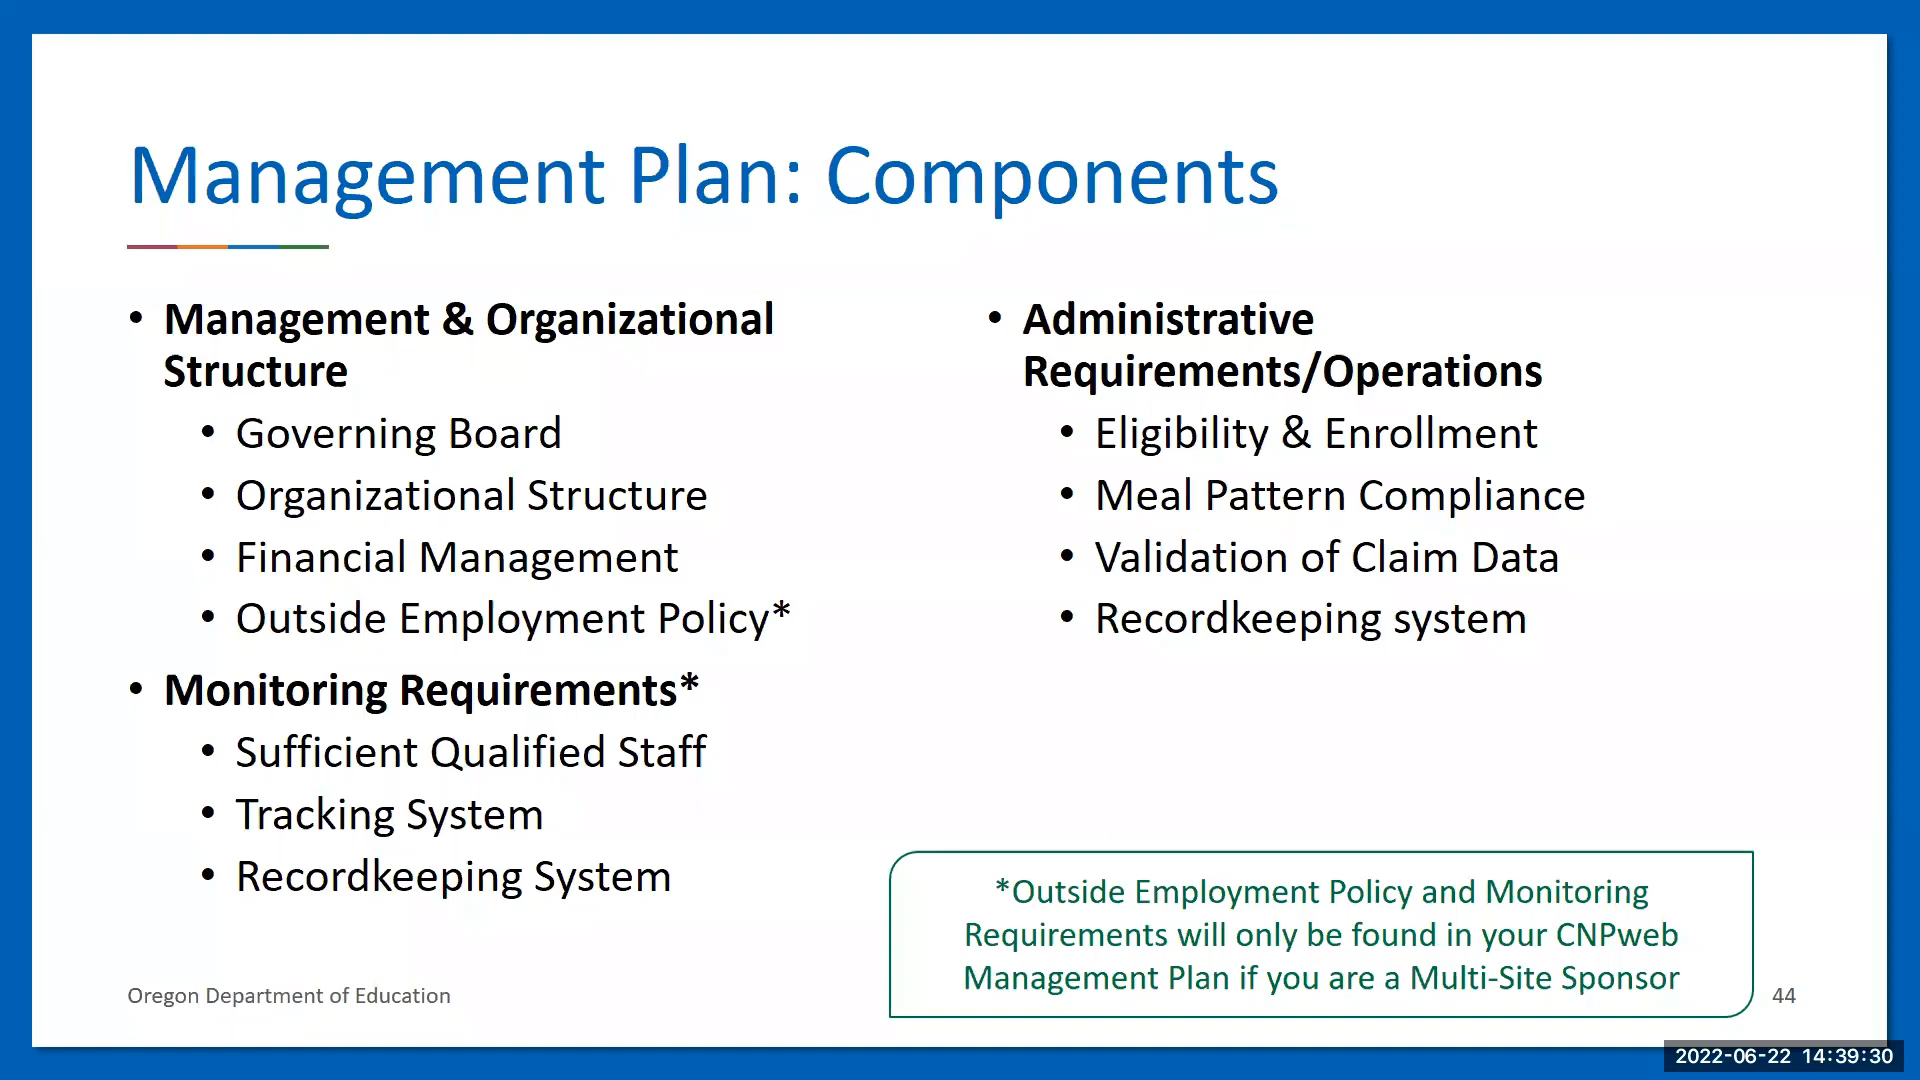 Management Plan: Components
• Management & Organizational
Structure
• Governing Board
• Organizational Structure
• Financial Management
• Outside Employment Policy*
• Monitoring Requirements*
• Sufficient Qualified Staff
• Tracking System
• Recordkeeping System
• Administrative
Requirements/Operations
• Eligibility & Enrollment
• Meal Pattern Compliance
• Validation of Claim Data
• Recordkeeping system
*Outside Employment Policy and Monitoring
Requirements will only be found in your CNPweb
Management Plan if you are a Multi-Site Sponsor
Oregon Department of Education
44
2022-06-22 14:39:30